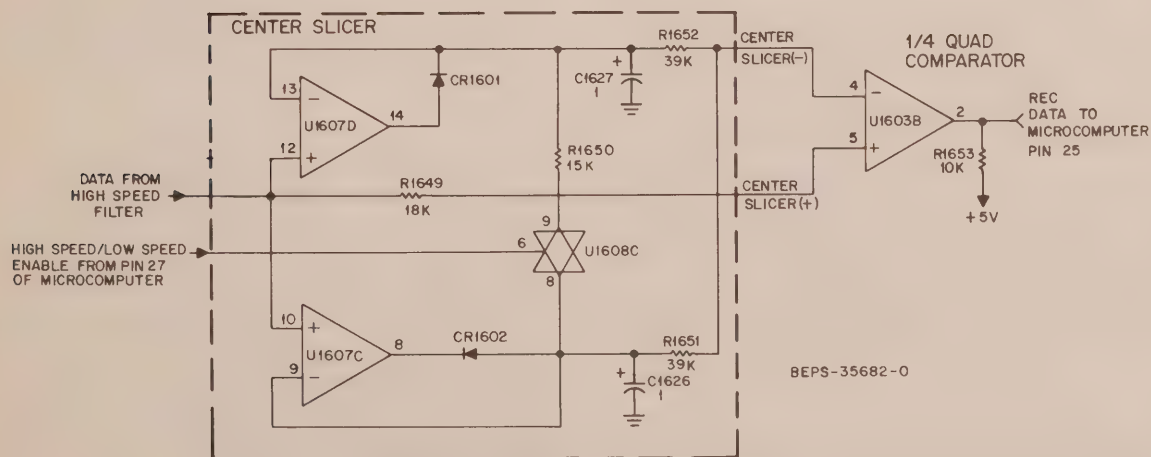 CENTER SLICER
R1652
39K
CENTER
SLICER(-)
1/4 QUAD
COMPARATOR
+
C1627
1
CR1601
13
-
U1607D
14
12
+
4
-
U1603B
2
5
+
REC
DATA TO
MICROCOMPUTER
PIN 25
R1653
10K
+5V
R1650
15K
DATA FROM
HIGH SPEED
FILTER
R1649
18K
CENTER
SLICER(+)
9
HIGH SPEED/LOW SPEED
ENABLE FROM PIN 27
OF MICROCOMPUTER
6
U1608C
8
10
+
U1607C
8
9
-
CR1602
R1651
39K
+
C1626
1
BEPS-35682-O